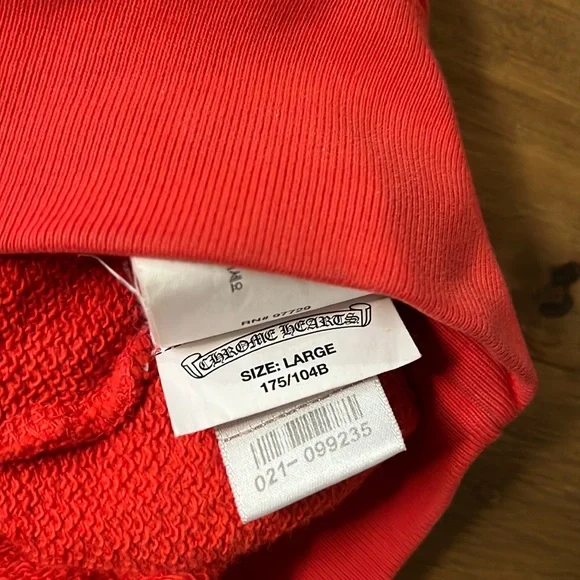 RN# 97720
CHROME HEARTS
SIZE: LARGE
175/104B
021-099235